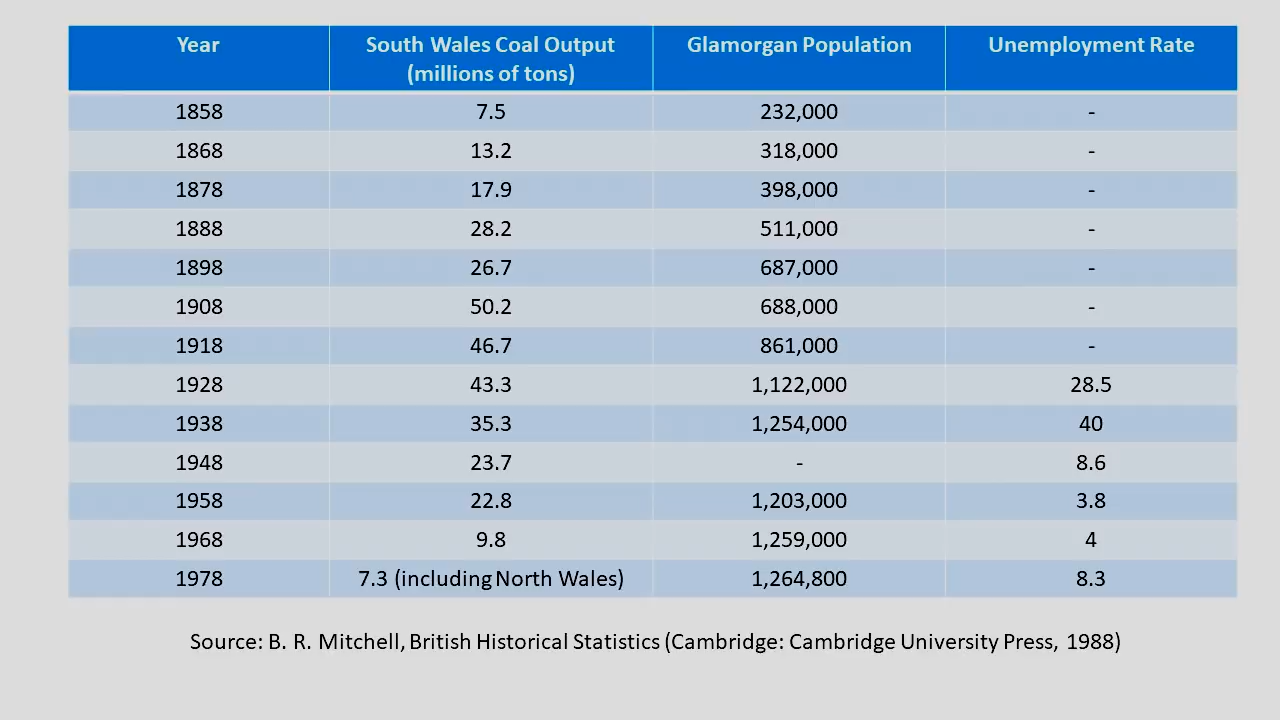 Year South Wales Coal Output Glamorgan Population Unemployment Rate
(millions of tons)
1858 7.5 232,000 -
1868 13.2 318,000 -
1878 17.9 398,000 -
1888 28.2 511,000 -
1898 26.7 687,000 -
1908 50.2 688,000 -
1918 46.7 861,000 -
1928 43.3 1,122,000 28.5
1938 35.3 1,254,000 40
1948 23.7 - 8.6
1958 22.8 1,203,000 3.8
1968 9.8 1,259,000 4
1978 7.3 (including North Wales) 1,264,800 8.3
Source: B. R. Mitchell, British Historical Statistics (Cambridge: Cambridge University Press, 1988)